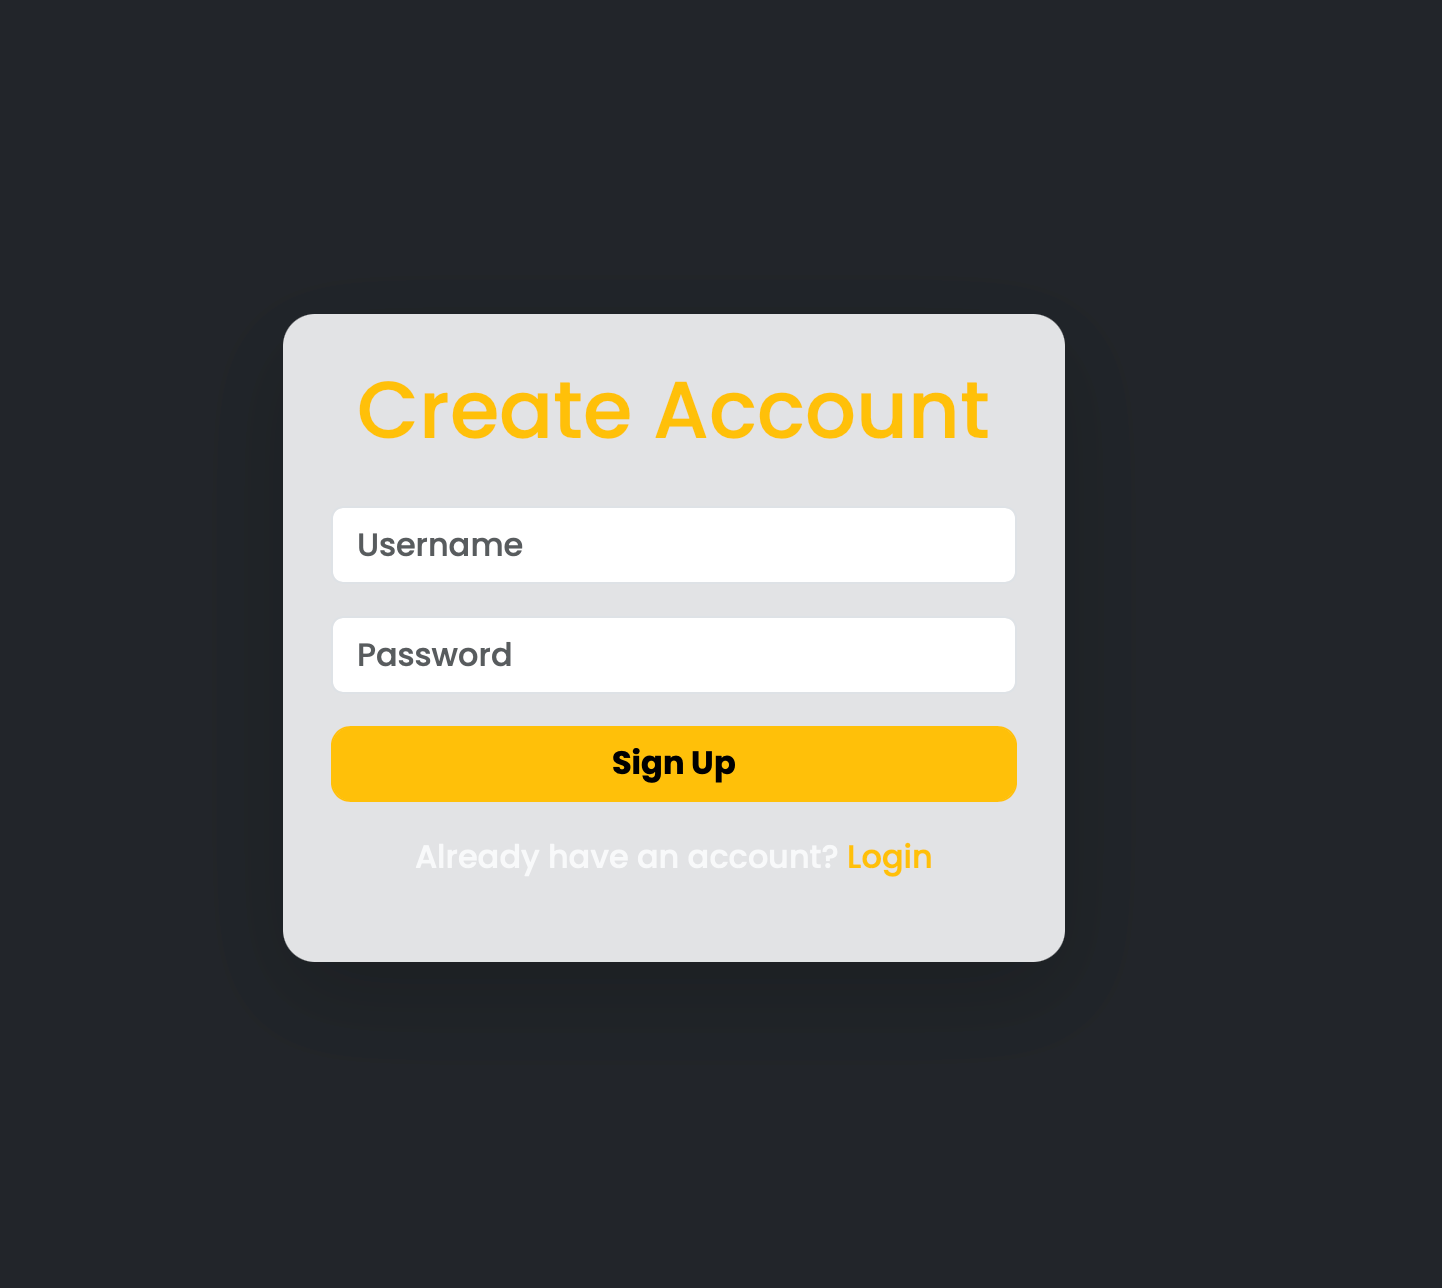 Create Account
Username
Password
Sign Up
Already have an account? Login